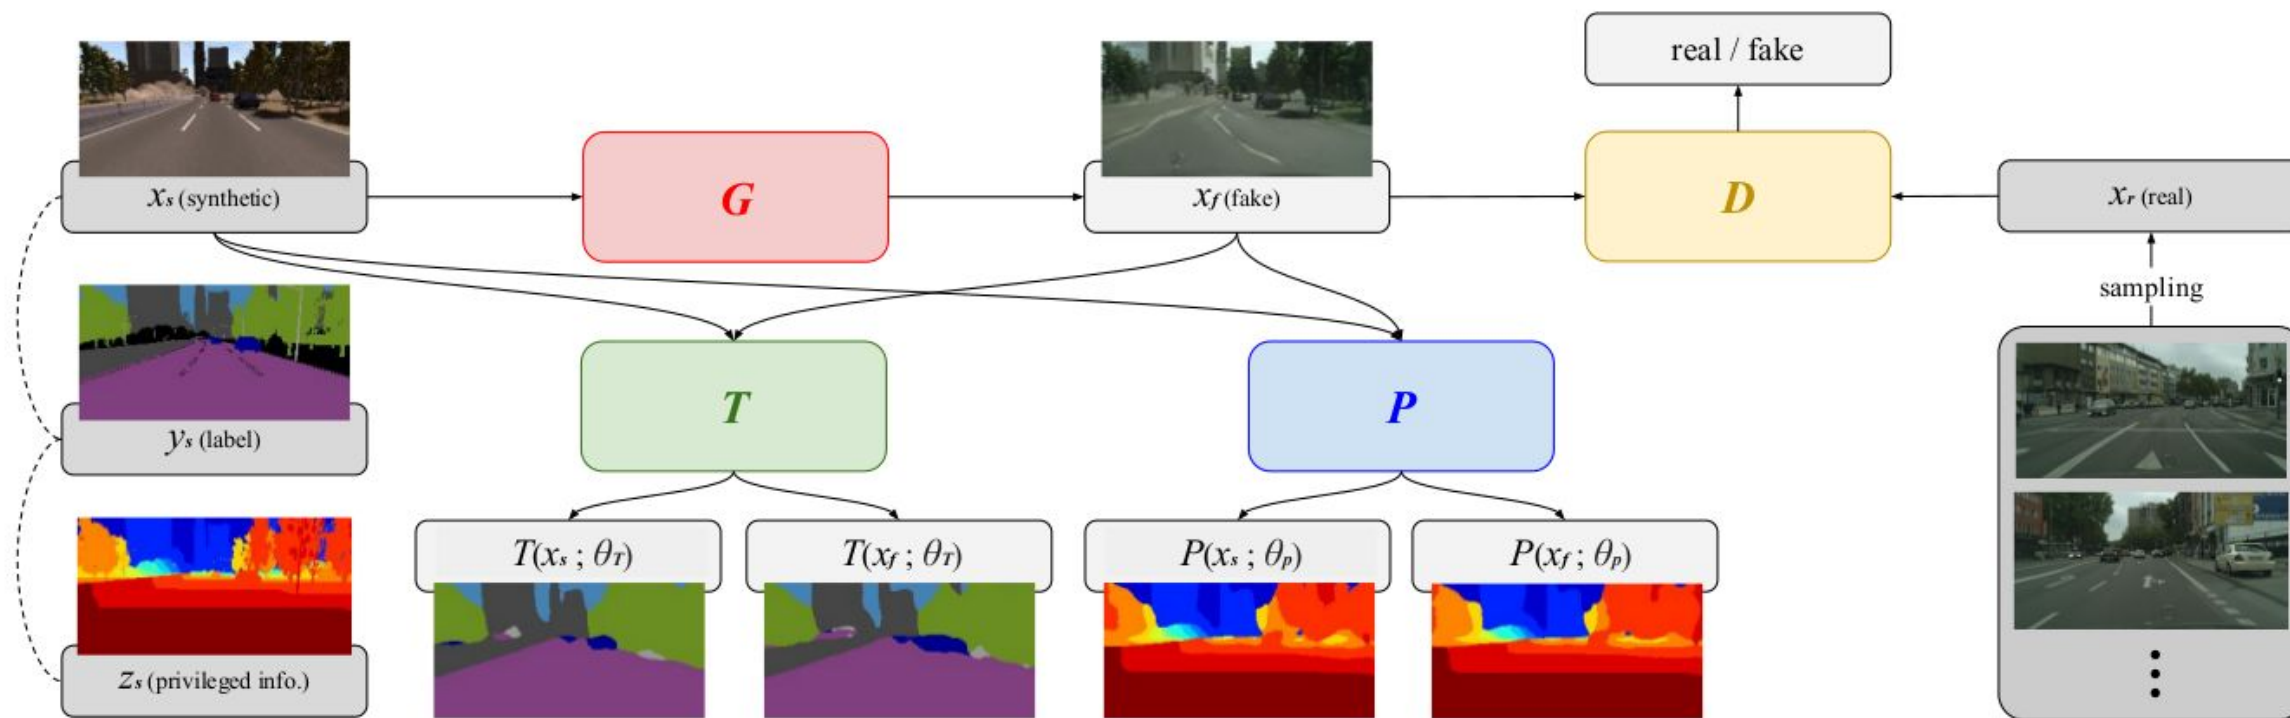 real / fake
xs (synthetic)
G
xf (fake)
D
xr (real)
sampling
ys (label)
T
P
zs (privileged info.)
T(xs ; θT)
T(xf ; θT)
P(xs ; θp)
P(xf ; θp)